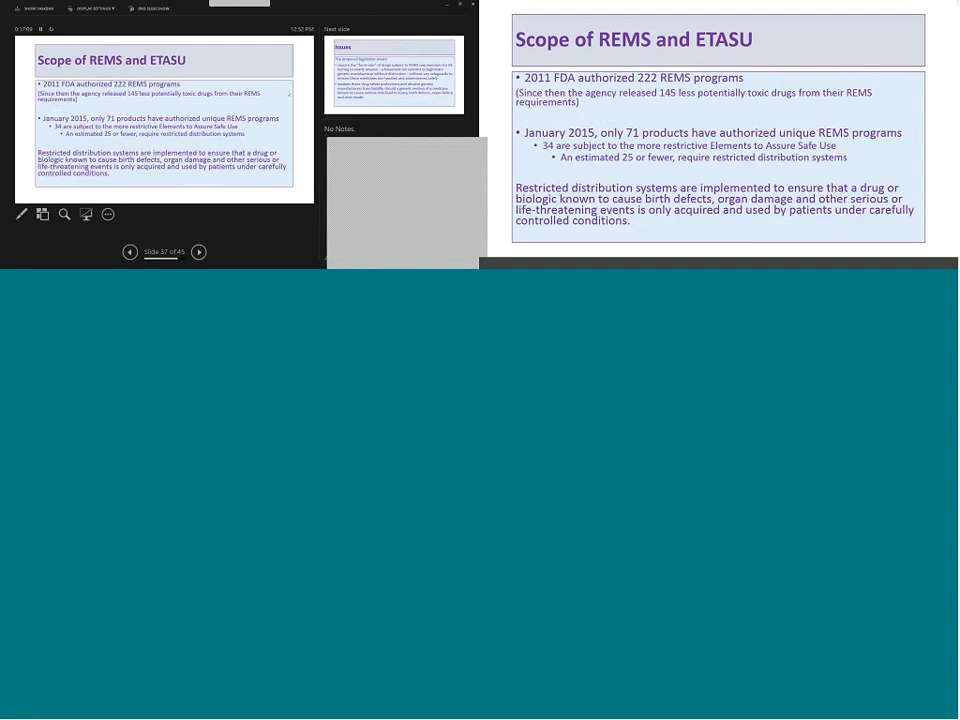 SHOW TASKBAR
DISPLAY SETTINGS
END SLIDE SHOW
0:17:09
12:52 PM
Next slide
Scope of REMS and ETASU
• 2011 FDA authorized 222 REMS programs
(Since then the agency released 145 less potentially toxic drugs from their REMS
requirements)
• January 2015, only 71 products have authorized unique REMS programs
• 34 are subject to the more restrictive Elements to Assure Safe Use
• An estimated 25 or fewer, require restricted distribution systems
Restricted distribution systems are implemented to ensure that a drug or
biologic known to cause birth defects, organ damage and other serious or
life-threatening events is only acquired and used by patients under carefully
controlled conditions.
Slide 37 of 45
Issues
No Notes.
Scope of REMS and ETASU
• 2011 FDA authorized 222 REMS programs
(Since then the agency released 145 less potentially toxic drugs from their REMS
requirements)
• January 2015, only 71 products have authorized unique REMS programs
• 34 are subject to the more restrictive Elements to Assure Safe Use
• An estimated 25 or fewer, require restricted distribution systems
Restricted distribution systems are implemented to ensure that a drug or
biologic known to cause birth defects, organ damage and other serious or
life-threatening events is only acquired and used by patients under carefully
controlled conditions.